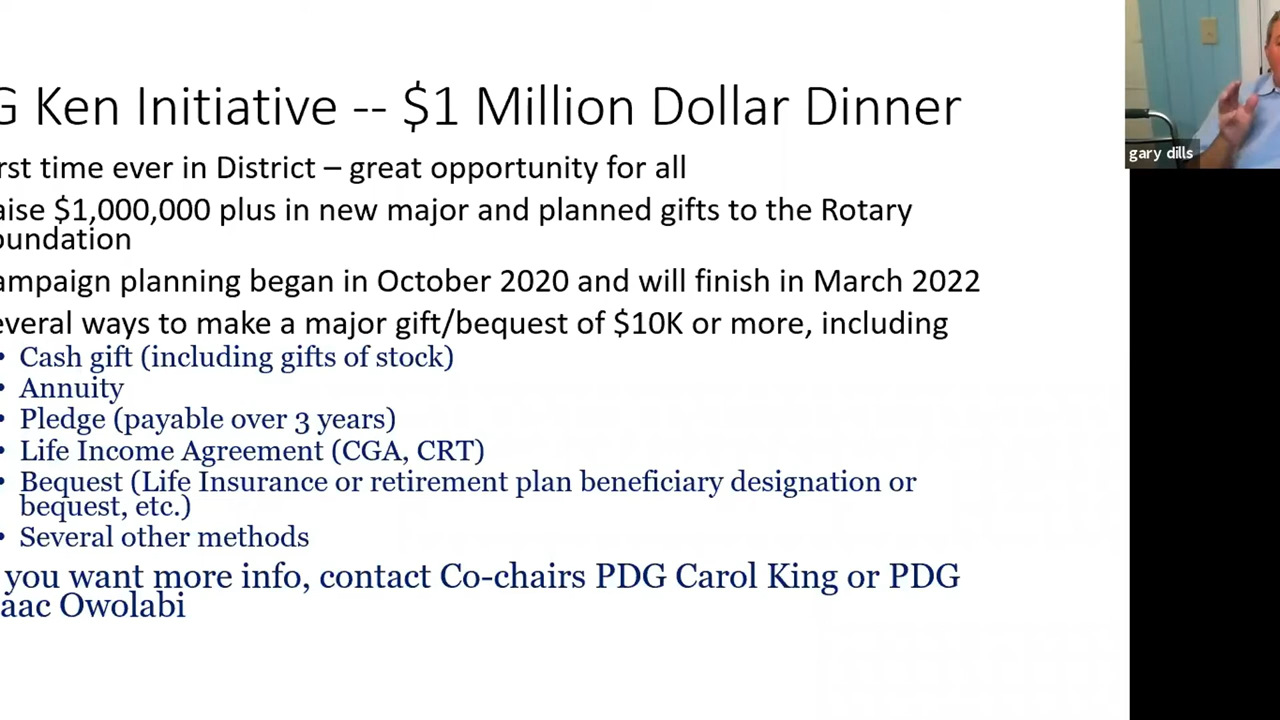 G Ken Initiative -- $1 Million Dollar Dinner
rst time ever in District – great opportunity for all
aise $1,000,000 plus in new major and planned gifts to the Rotary
oundation
ampaign planning began in October 2020 and will finish in March 2022
everal ways to make a major gift/bequest of $10K or more, including
• Cash gift (including gifts of stock)
• Annuity
• Pledge (payable over 3 years)
• Life Income Agreement (CGA, CRT)
• Bequest (Life Insurance or retirement plan beneficiary designation or
bequest, etc.)
• Several other methods
you want more info, contact Co-chairs PDG Carol King or PDG
aac Owolabi
gary dills